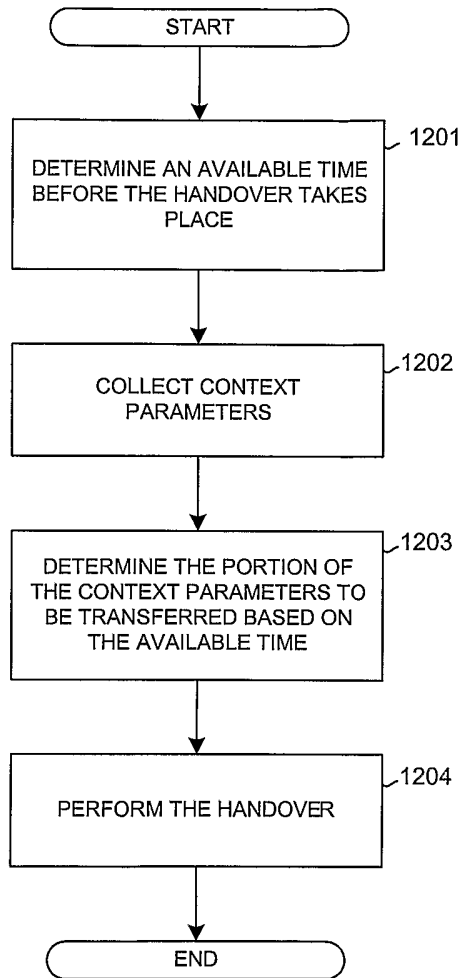 START
1201
DETERMINE AN AVAILABLE TIME
BEFORE THE HANDOVER TAKES
PLACE
1202
COLLECT CONTEXT
PARAMETERS
1203
DETERMINE THE PORTION OF
THE CONTEXT PARAMETERS TO
BE TRANSFERRED BASED ON
THE AVAILABLE TIME
1204
PERFORM THE HANDOVER
END